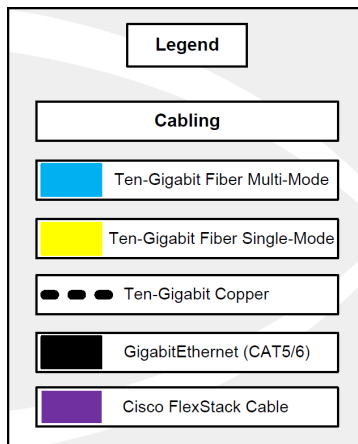 Legend
Cabling
Ten-Gigabit Fiber Multi-Mode
Ten-Gigabit Fiber Single-Mode
Ten-Gigabit Copper
GigabitEthernet (CAT5/6)
Cisco FlexStack Cable